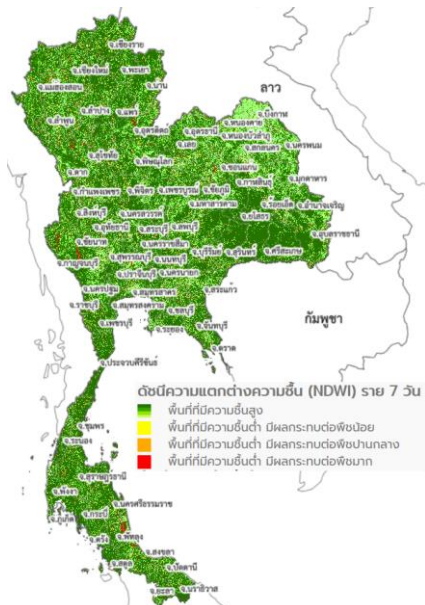 จ.เชียงราย
จ.เชียงใหม่ จ.พะเยา
จ.แม่ฮ่องสอน จ.น่าน
จ.ลำปาง จ.แพร่
จ.ลำพูน
จ.อุตรดิตถ์
ลาว
จ.บึงกาฬ
จ.หนองคาย
จ.อุดรธานี จ.หนองบัวลำภู
จ.เลย จ.สกลนคร จ.นครพนม
จ.สุโขทัย จ.พิษณุโลก จ.ขอนแก่น
จ.ตาก จ.กาฬสินธุ์ จ.มุกดาหาร
จ.กำแพงเพชร จ.พิจิตร จ.เพชรบูรณ์ จ.ชัยภูมิ
จ.มหาสารคาม จ.ร้อยเอ็ด จ.อำนาจเจริญ
จ.สิงห์บุรี จ.นครสวรรค์ จ.ยโสธร
จ.อุทัยธานี จ.สระบุรี จ.ลพบุรี จ.อุบลราชธานี
จ.ชัยนาท จ.นครราชสีมา จ.บุรีรัมย์ จ.สุรินทร์ จ.ศรีสะเกษ
จ.กาญจนบุรี จ.สุพรรณบุรี จ.นนทบุรี
จ.ปราจีนบุรี จ.นครนายก
จ.นครปฐม จ.สมุทรสาคร จ.สระแก้ว
จ.ราชบุรี จ.สมุทรสงคราม จ.ชลบุรี
จ.เพชรบุรี จ.ระยอง จ.จันทบุรี
กัมพูชา
จ.ตราด
จ.ประจวบคีรีขันธ์
ดัชนีความแตกต่างความชื้น (NDWI) ราย 7 วัน
พื้นที่ที่มีความชื้นสูง
พื้นที่ที่มีความชื้นต่ำ มีผลกระทบต่อพืชน้อย
พื้นที่ที่มีความชื้นต่ำ มีผลกระทบต่อพืชปานกลาง
พื้นที่ที่มีความชื้นต่ำ มีผลกระทบต่อพืชมาก
จ.ชุมพร
จ.ระนอง
จ.สุราษฎร์ธานี
จ.พังงา
จ.นครศรีธรรมราช
จ.ภูเก็ต จ.กระบี่
จ.ตรัง จ.พัทลุง
จ.สงขลา
จ.สตูล จ.ปัตตานี
จ.ยะลา จ.นราธิวาส